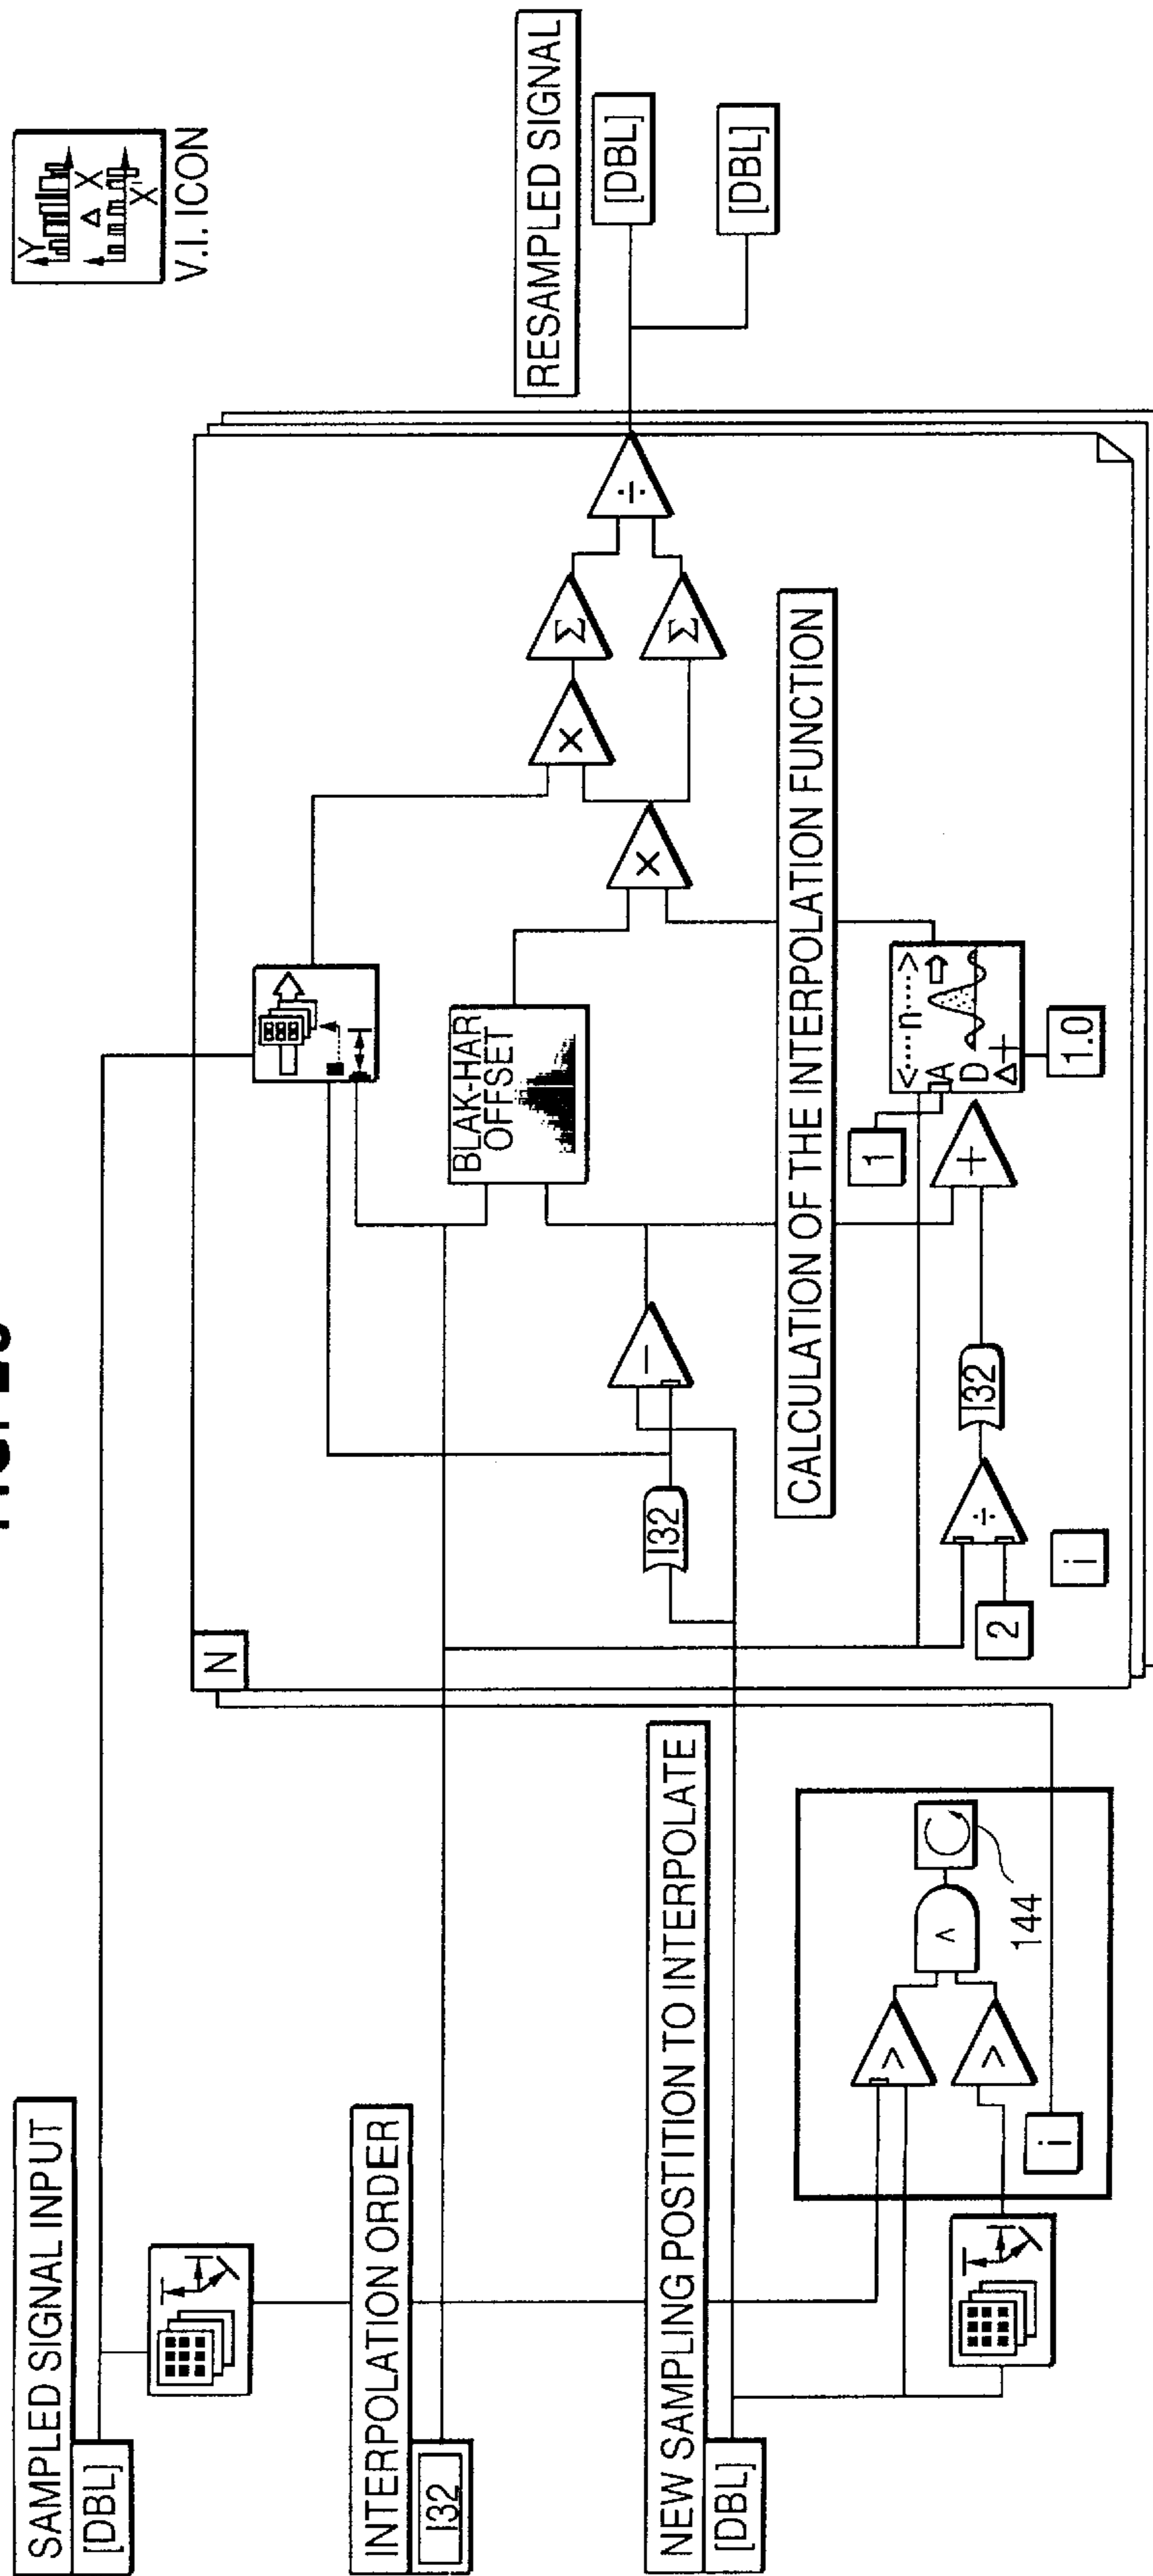 SAMPLED SIGNAL INPUT
[DBL]
INTERPOLATION ORDER
I32
NEW SAMPLING POSTITION TO INTERPOLATE
[DBL]
i
>
>
^
144
N
2
÷
I32
I32
i
−
+
1
BLAK-HAR
OFFSET
CALCULATION OF THE INTERPOLATION FUNCTION
<····n····>
A
D
Δ
1.0
×
×
Σ
Σ
÷
RESAMPLED SIGNAL
[DBL]
[DBL]
Y
Δ X
X
V.I. ICON